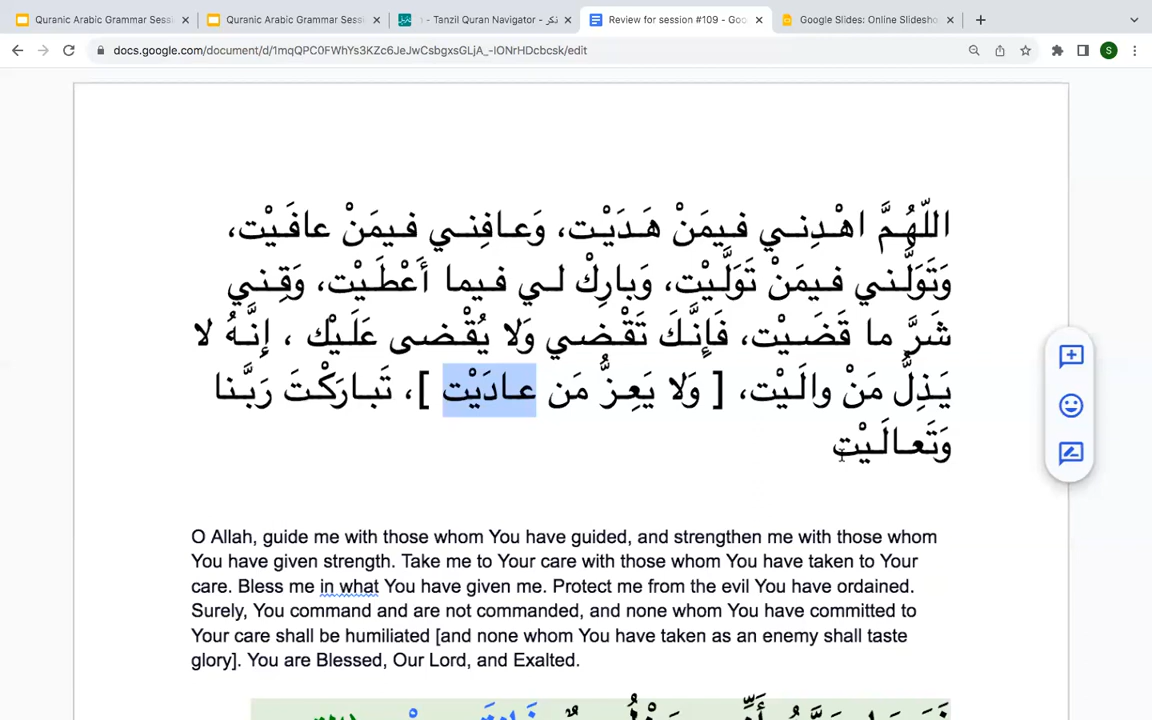 Quranic Arabic Grammar Sessi
Quranic Arabic Grammar Sessi
Tanzil Quran Navigator - ذكر -
Review for session #109 - Goo
Google Slides: Online Slidesho
docs.google.com/document/d/1mqQPC0FWhYs3KZc6JeJwCsbgxsGLjA_-IONrHDcbcsk/edit
S
اللّهُـمَّ اهْـدِنـي فـيمَنْ هَـدَيْـت، وَعـافِنـي فـيمَنْ عافَـيْت،
وَتَوَلَّـني فـيمَنْ تَوَلَّـيْت، وَبارِكْ لـي فـيما أَعْطَـيْت، وَقِـني
شَرَّ ما قَضَـيْت، فَإِنَّـكَ تَقْـضي وَلا يُقْـضى عَلَـيْك ، إِنَّـهُ لا
يَـذِلُّ مَنْ والَـيْت، [ وَلا يَعِـزُّ مَن عـادَيْت ]، تَبـارَكْـتَ رَبَّـنا
وَتَعـالَـيْت
O Allah, guide me with those whom You have guided, and strengthen me with those whom
You have given strength. Take me to Your care with those whom You have taken to Your
care. Bless me in what You have given me. Protect me from the evil You have ordained.
Surely, You command and are not commanded, and none whom You have committed to
Your care shall be humiliated [and none whom You have taken as an enemy shall taste
glory]. You are Blessed, Our Lord, and Exalted.